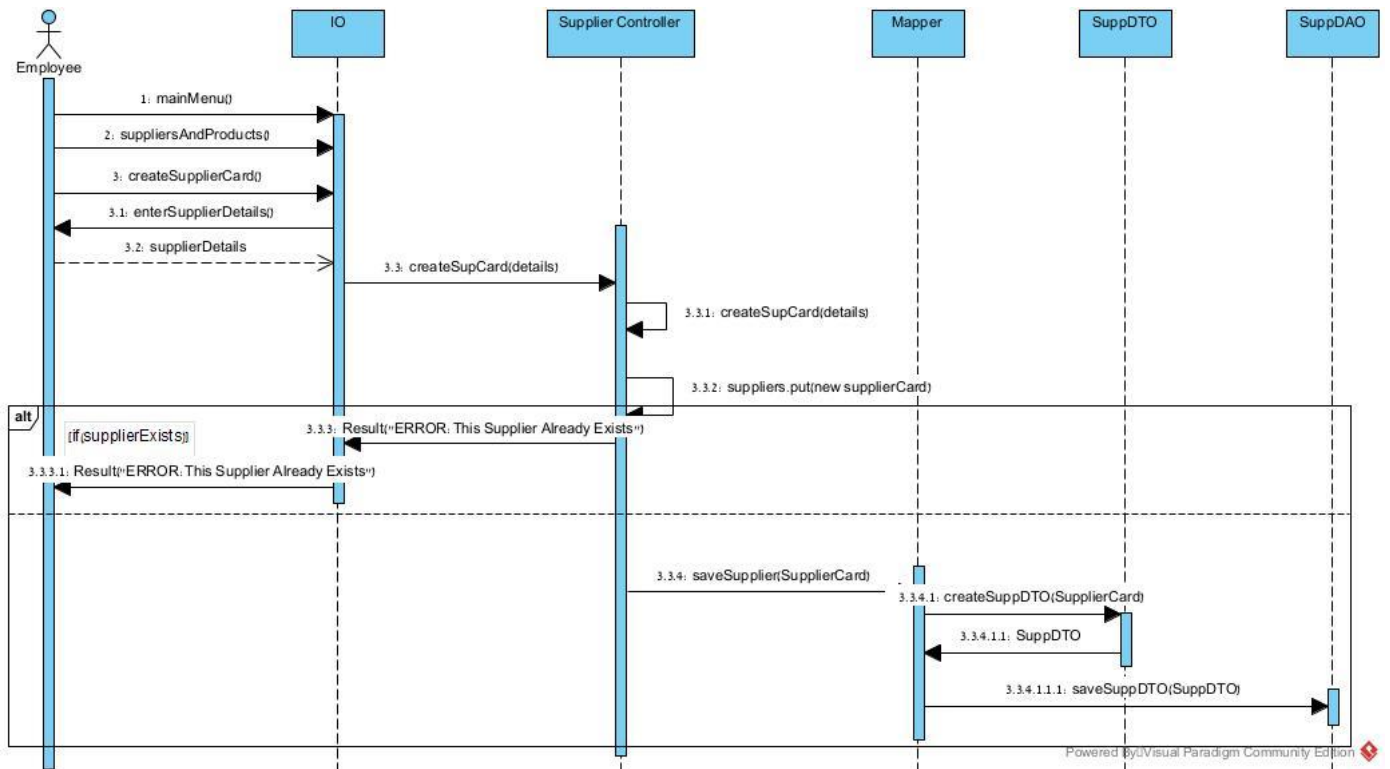 IO
Supplier Controller
Mapper
SuppDTO
SuppDAO
Employee
1: mainMenu()
2: suppliersAndProducts()
3: createSupplierCard()
3.1: enterSupplierDetails()
3.2: supplierDetails
3.3: createSupCard(details)
3.3.1: createSupCard(details)
3.3.2: suppliers.put(new supplierCard)
alt
[if(supplierExists)]
3.3.3: Result("ERROR: This Supplier Already Exists")
3.3.3.1: Result("ERROR: This Supplier Already Exists")
3.3.4: saveSupplier(SupplierCard)
3.3.4.1: createSuppDTO(SupplierCard)
3.3.4.1.1: SuppDTO
3.3.4.1.1.1: saveSuppDTO(SuppDTO)
Powered By Visual Paradigm Community Edition